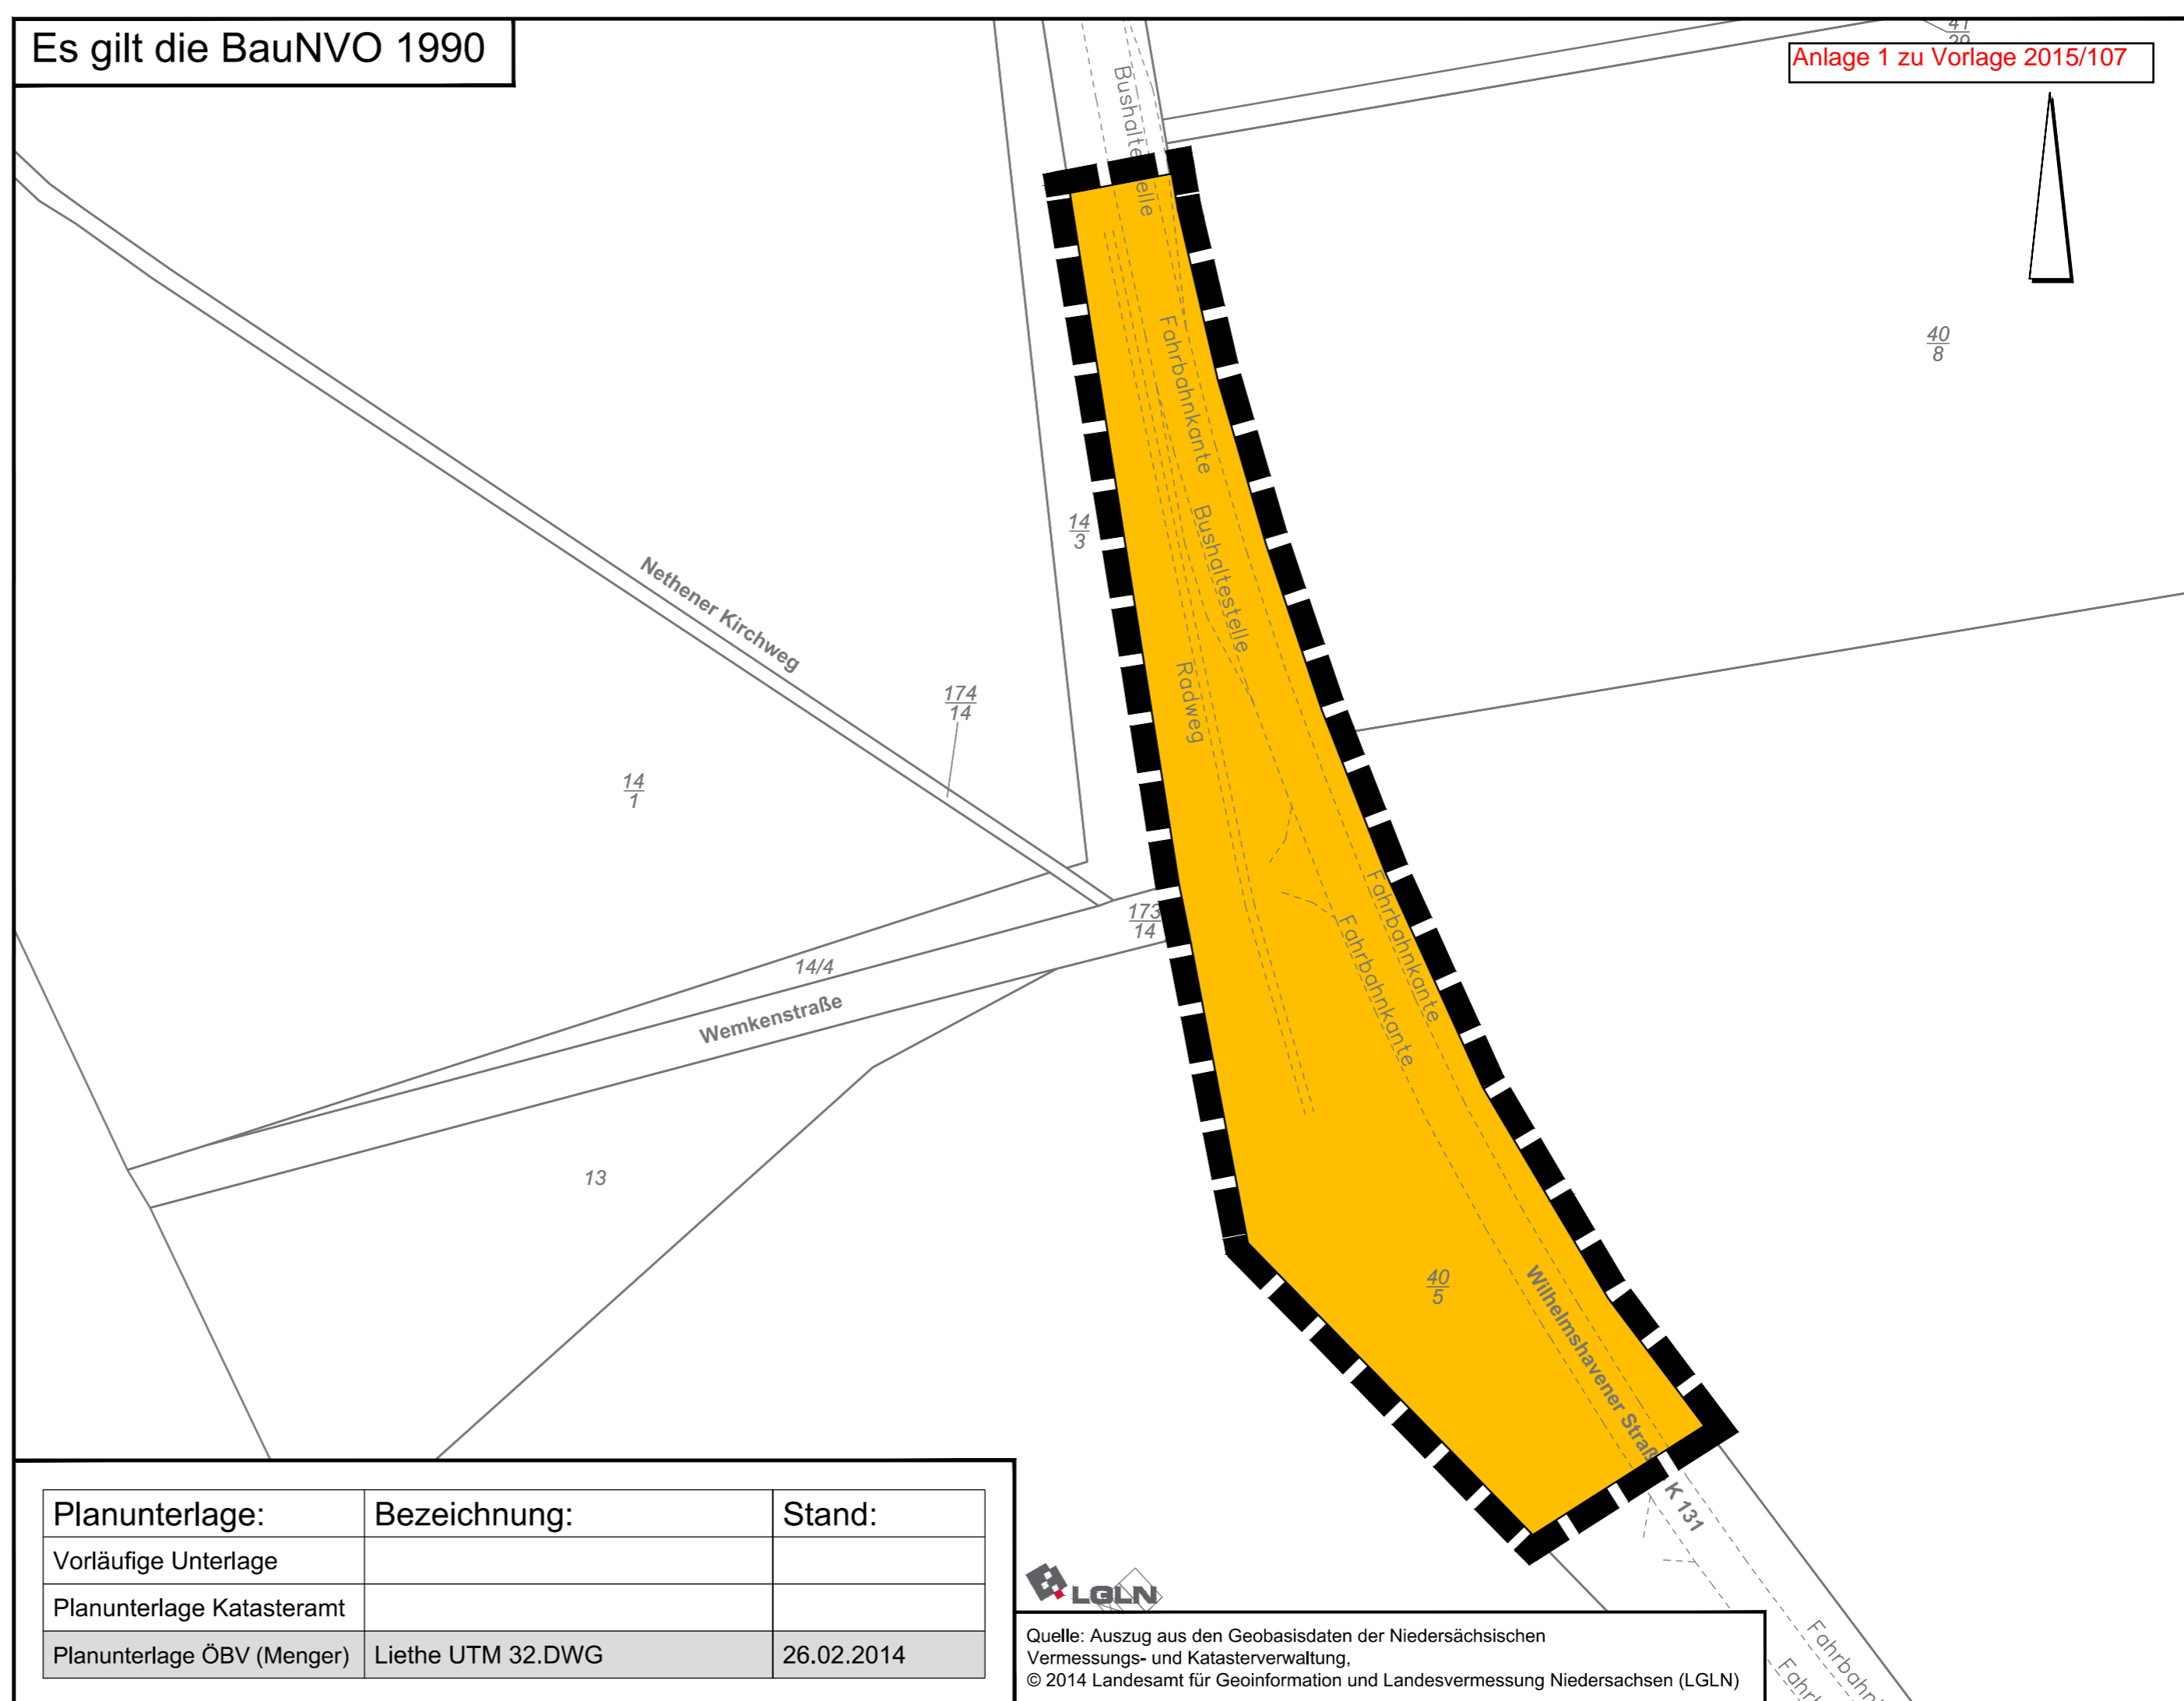 Es gilt die BauNVO 1990
41
29
Anlage 1 zu Vorlage 2015/107
Bushaltestelle
40
8
Fahrbahnkante
14
3
Bushaltestelle
Nethener Kirchweg
Radweg
174
14
14
1
173
14
Fahrbahnkante
Fahrbahnkante
14/4
Wemkenstraße
13
40
5
Wilhelmshavener Straße
K 131
Planunterlage: Bezeichnung: Stand:
Vorläufige Unterlage
Planunterlage Katasteramt
Planunterlage ÖBV (Menger) Liethe UTM 32.DWG 26.02.2014
LGLN
Quelle: Auszug aus den Geobasisdaten der Niedersächsischen
Vermessungs- und Katasterverwaltung,
© 2014 Landesamt für Geoinformation und Landesvermessung Niedersachsen (LGLN)